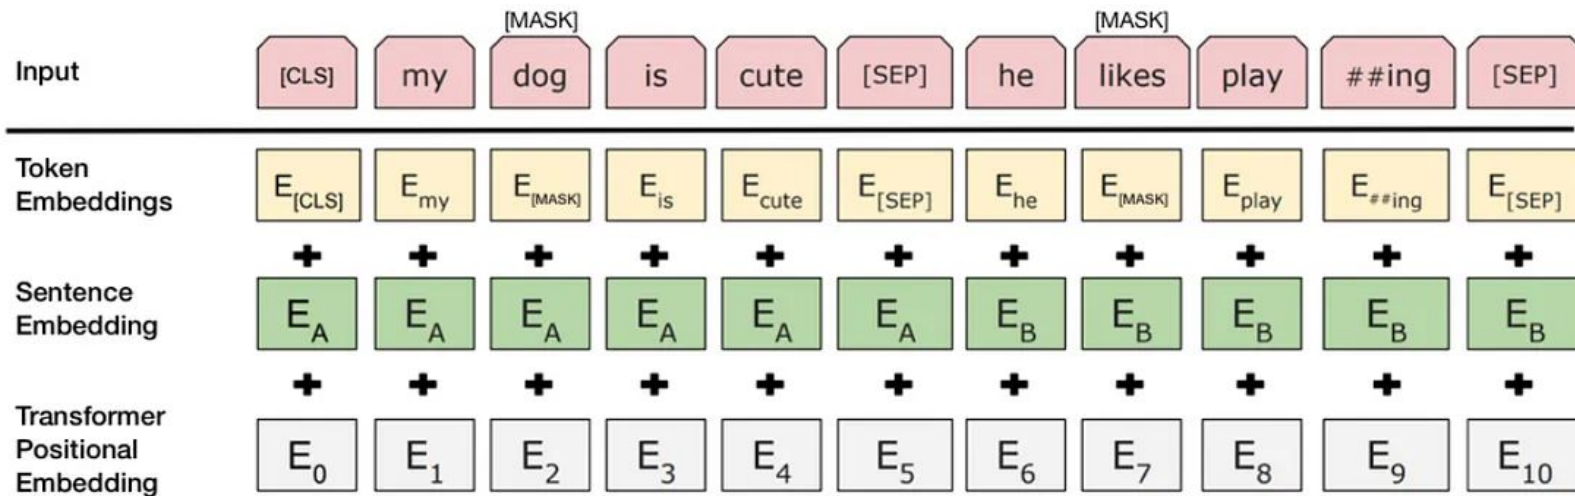 [MASK] [MASK]
Input [CLS] my dog is cute [SEP] he likes play ##ing [SEP]
Token
Embeddings E[CLS] Emy E[MASK] Eis Ecute E[SEP] Ehe E[MASK] Eplay E##ing E[SEP]
+ + + + + + + + + + +
Sentence
Embedding EA EA EA EA EA EA EB EB EB EB EB
+ + + + + + + + + + +
Transformer
Positional
Embedding E0 E1 E2 E3 E4 E5 E6 E7 E8 E9 E10